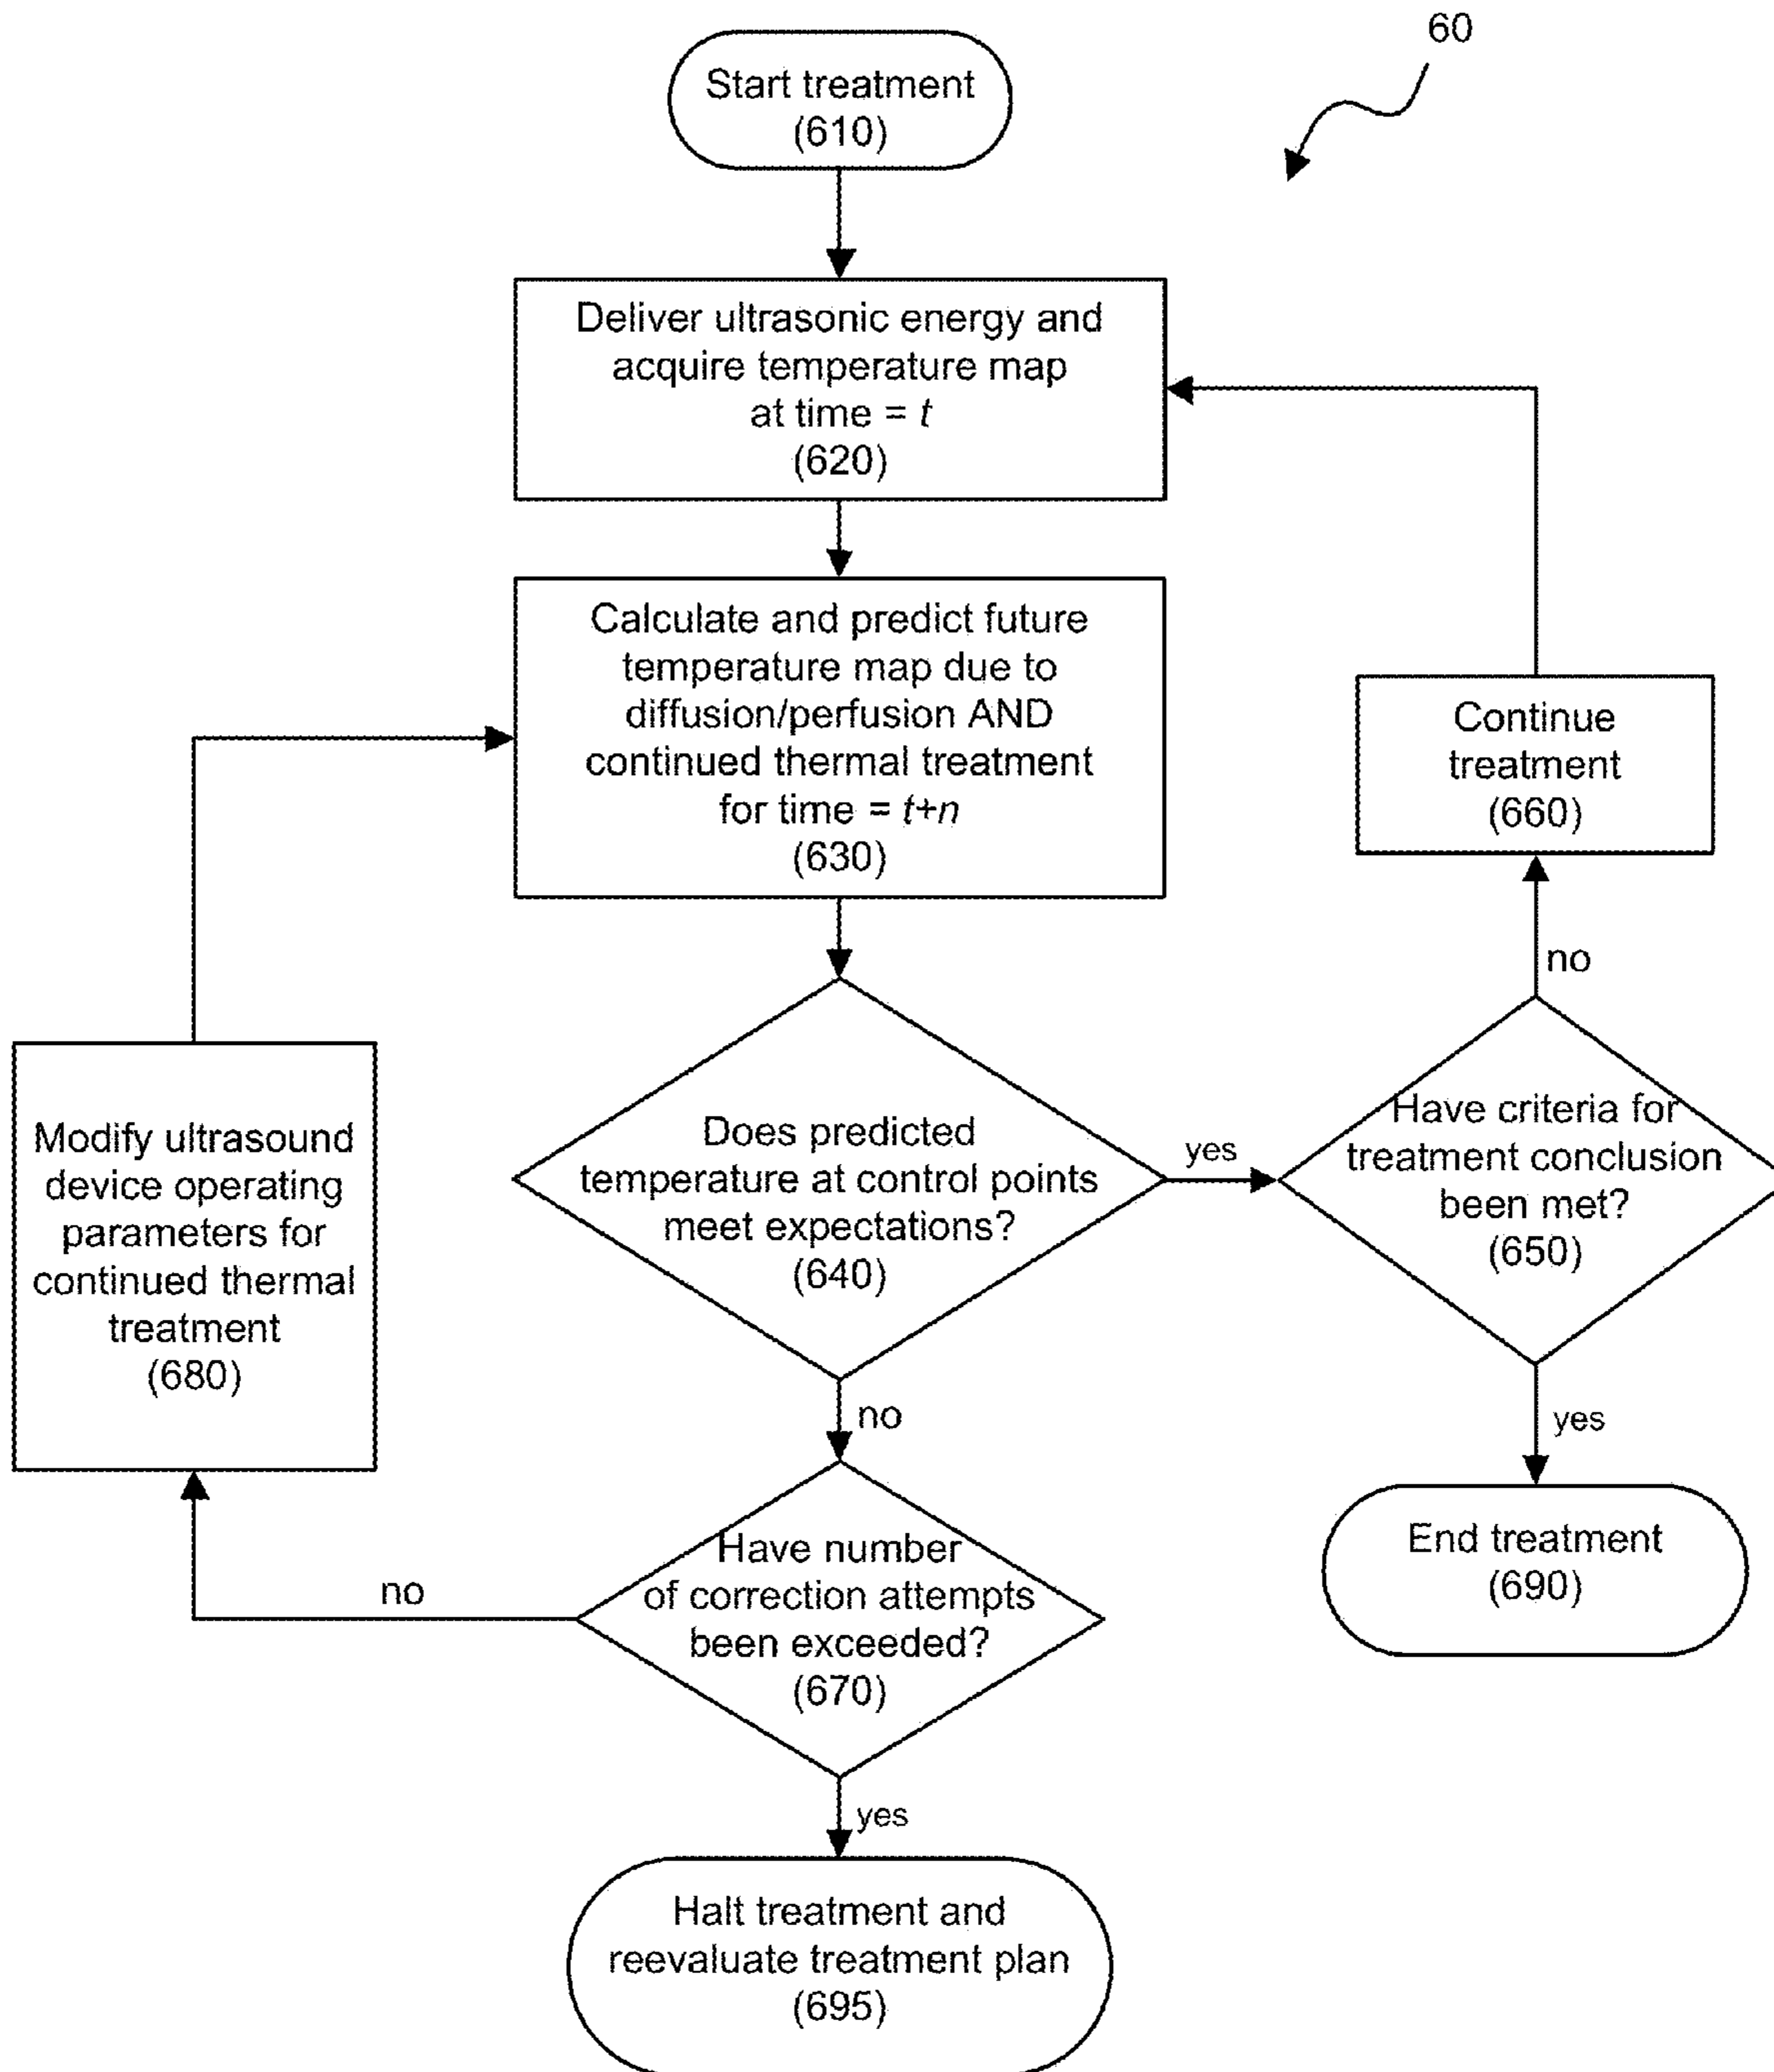 60
Start treatment
(610)
Deliver ultrasonic energy and
acquire temperature map
at time = t
(620)
Calculate and predict future
temperature map due to
diffusion/perfusion AND
continued thermal treatment
for time = t+n
(630)
Continue
treatment
(660)
no
Does predicted
temperature at control points
meet expectations?
(640)
yes
Have criteria for
treatment conclusion
been met?
(650)
Modify ultrasound
device operating
parameters for
continued thermal
treatment
(680)
no
yes
Have number
of correction attempts
been exceeded?
(670)
no
End treatment
(690)
yes
Halt treatment and
reevaluate treatment plan
(695)